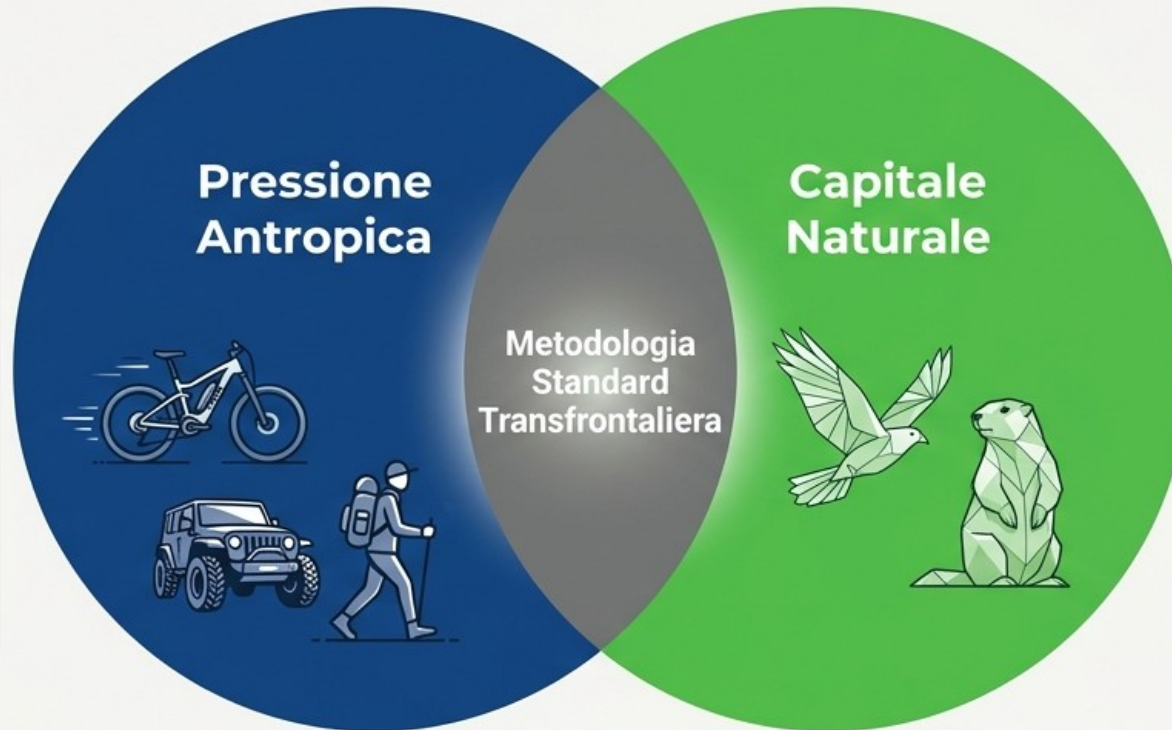 Pressione
Antropica
Metodologia
Standard
Transfrontaliera
Capitale
Naturale